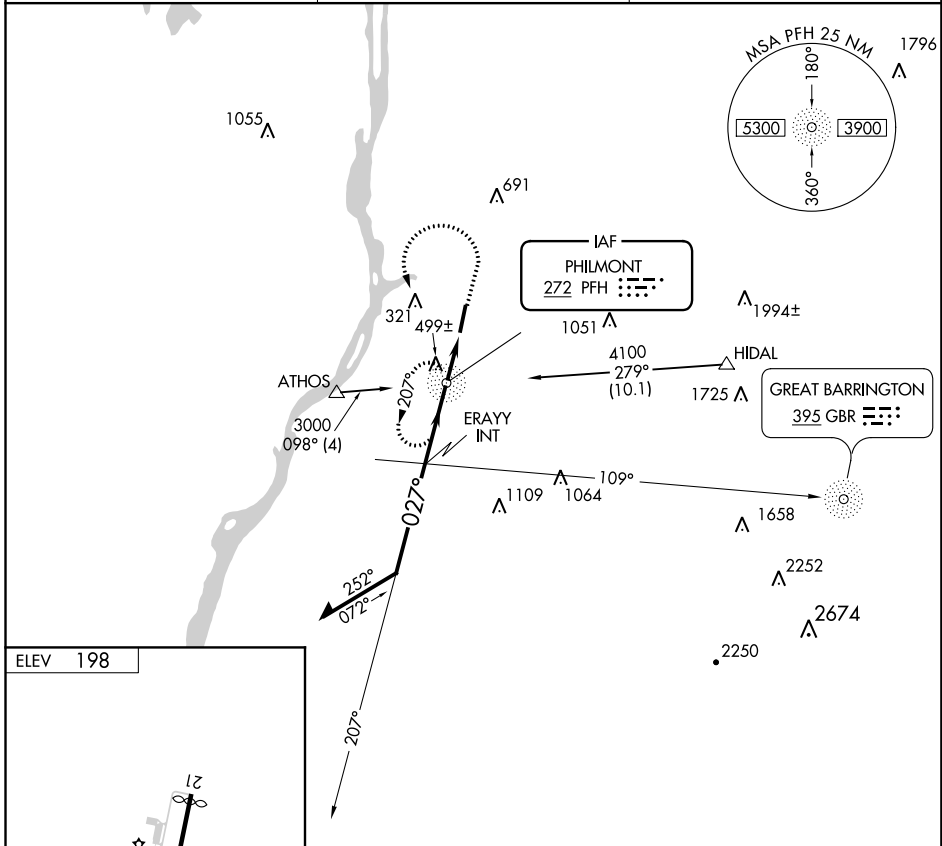 MSA PFH 25 NM
180°
5300
3900
360°
1796
1055
691
IAF
PHILMONT
272 PFH
321
499±
1051
1994±
ATHOS
3000
098° (4)
207°
4100
279°
(10.1)
HIDAL
1725
GREAT BARRINGTON
395 GBR
ERAYY
INT
109°
1109
1064
027°
1658
252°
072°
2252
2674
2250
207°
ELEV 198
21